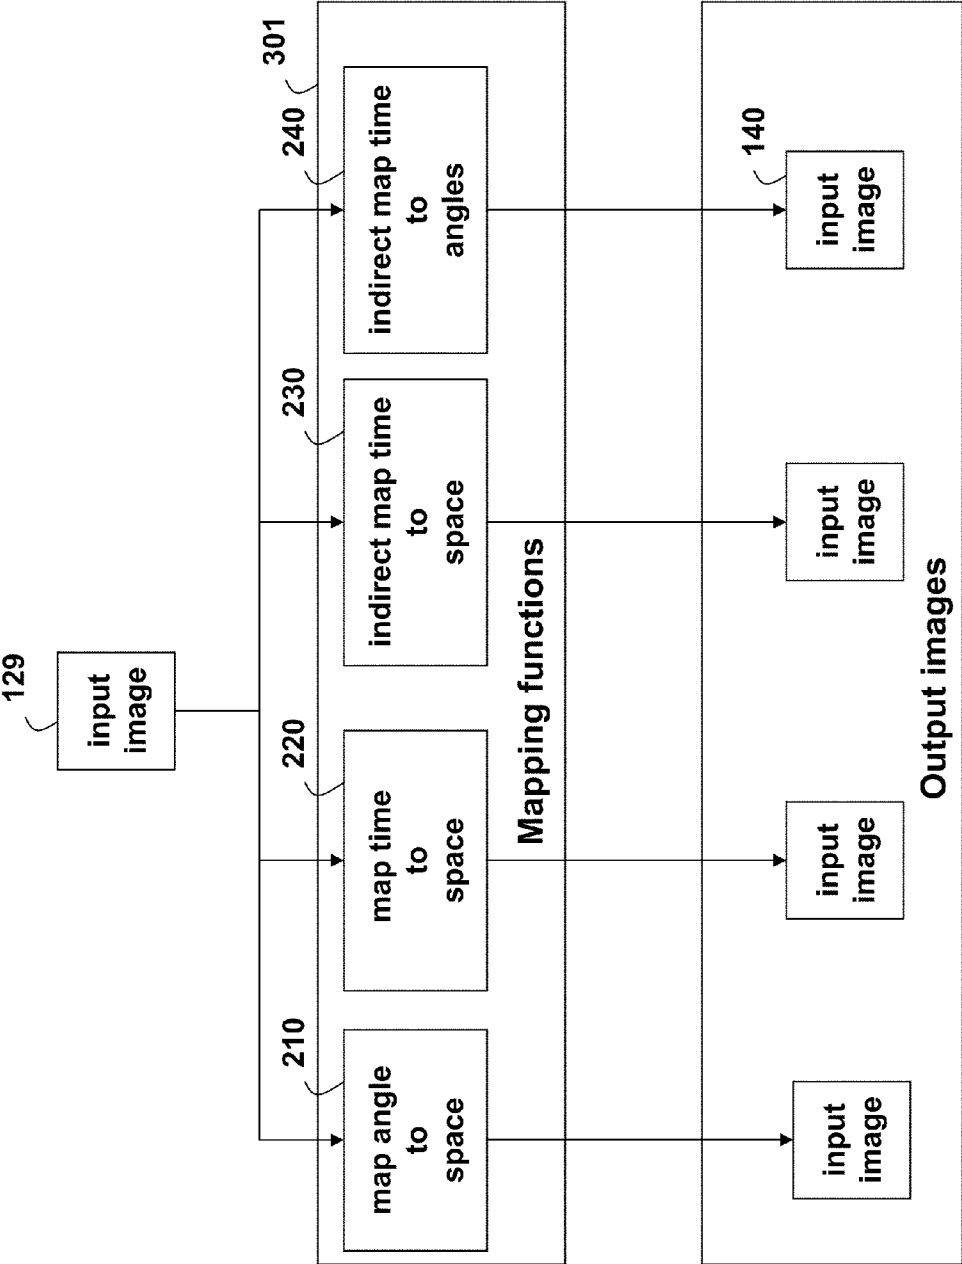 129
input
image
301
210
220
230
240
map angle
to
space
map time
to
space
indirect map time
to
space
indirect map time
to
angles
Mapping functions
140
input
image
input
image
input
image
input
image
Output images